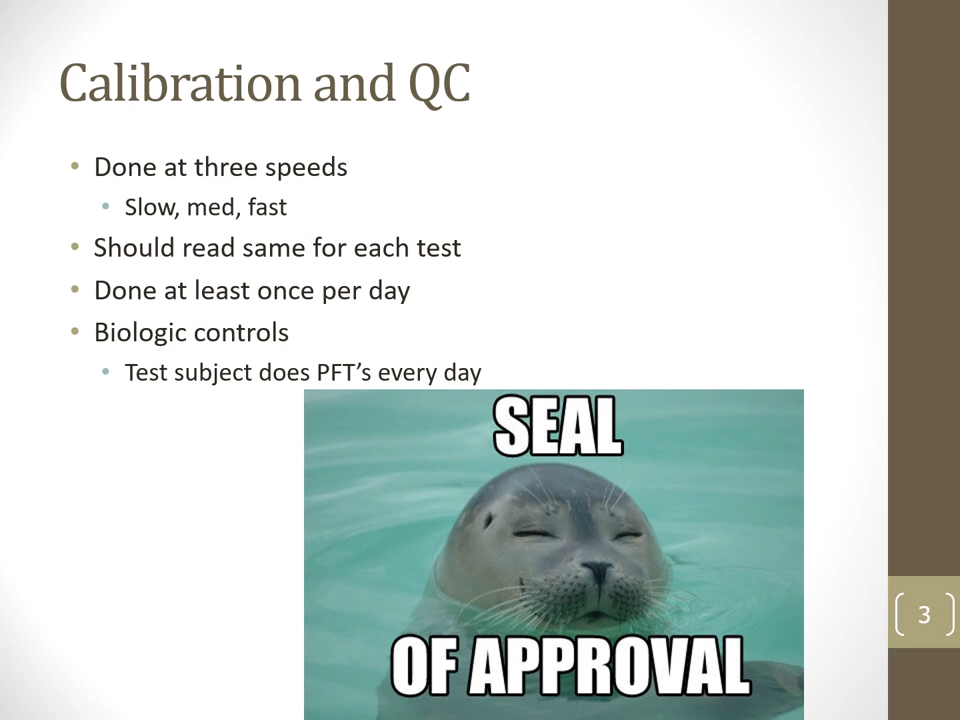 Calibration and QC
• Done at three speeds
• Slow, med, fast
• Should read same for each test
• Done at least once per day
• Biologic controls
• Test subject does PFT’s every day
SEAL
OF APPROVAL
3